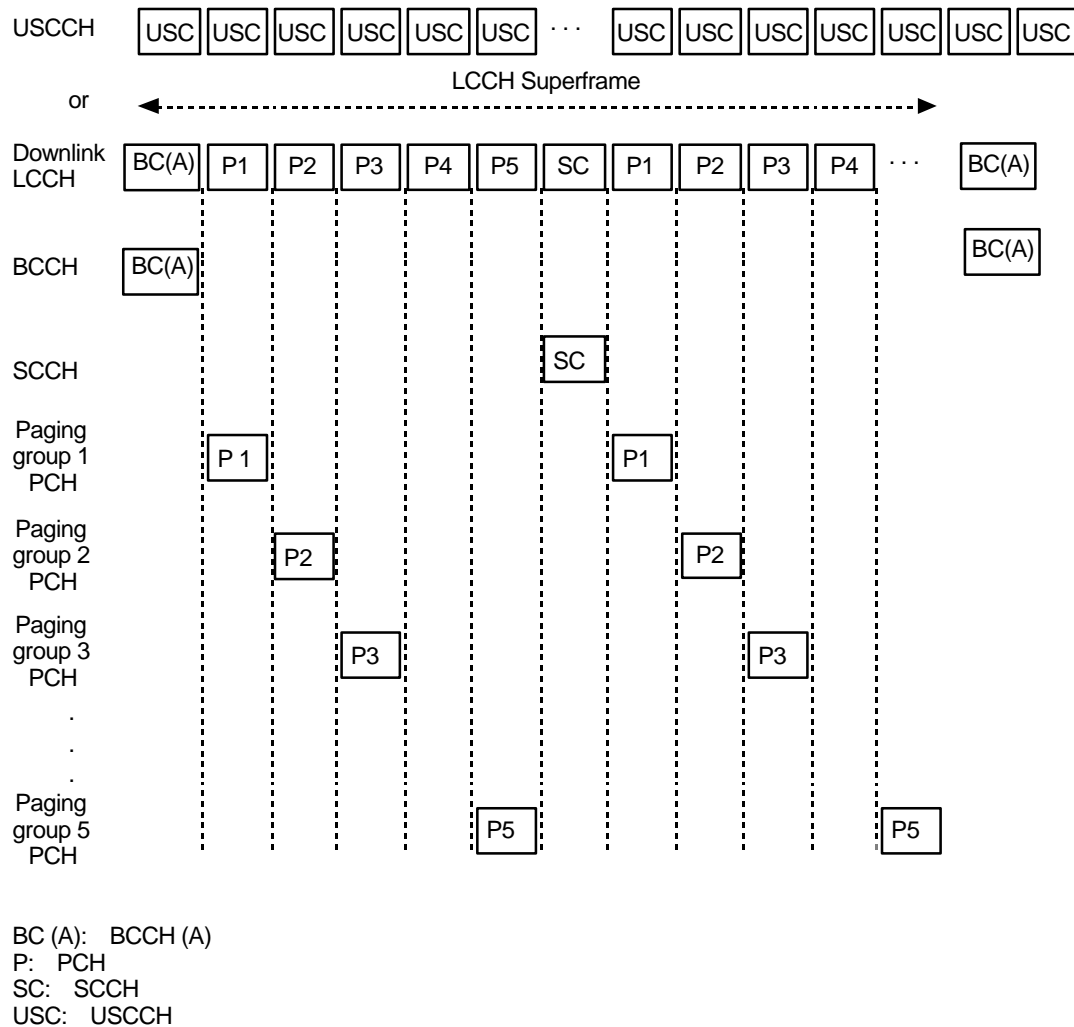 USCCH USC USC USC USC USC USC · · · USC USC USC USC USC USC USC
LCCH Superframe
or
Downlink
LCCH BC(A) P1 P2 P3 P4 P5 SC P1 P2 P3 P4 · · · BC(A)
BCCH BC(A) BC(A)
SCCH SC
Paging
group 1
PCH
P 1 P1
Paging
group 2
PCH
P2 P2
Paging
group 3
PCH
P3 P3
.
.
.
Paging
group 5
PCH
P5 P5
BC (A): BCCH (A)
P: PCH
SC: SCCH
USC: USCCH